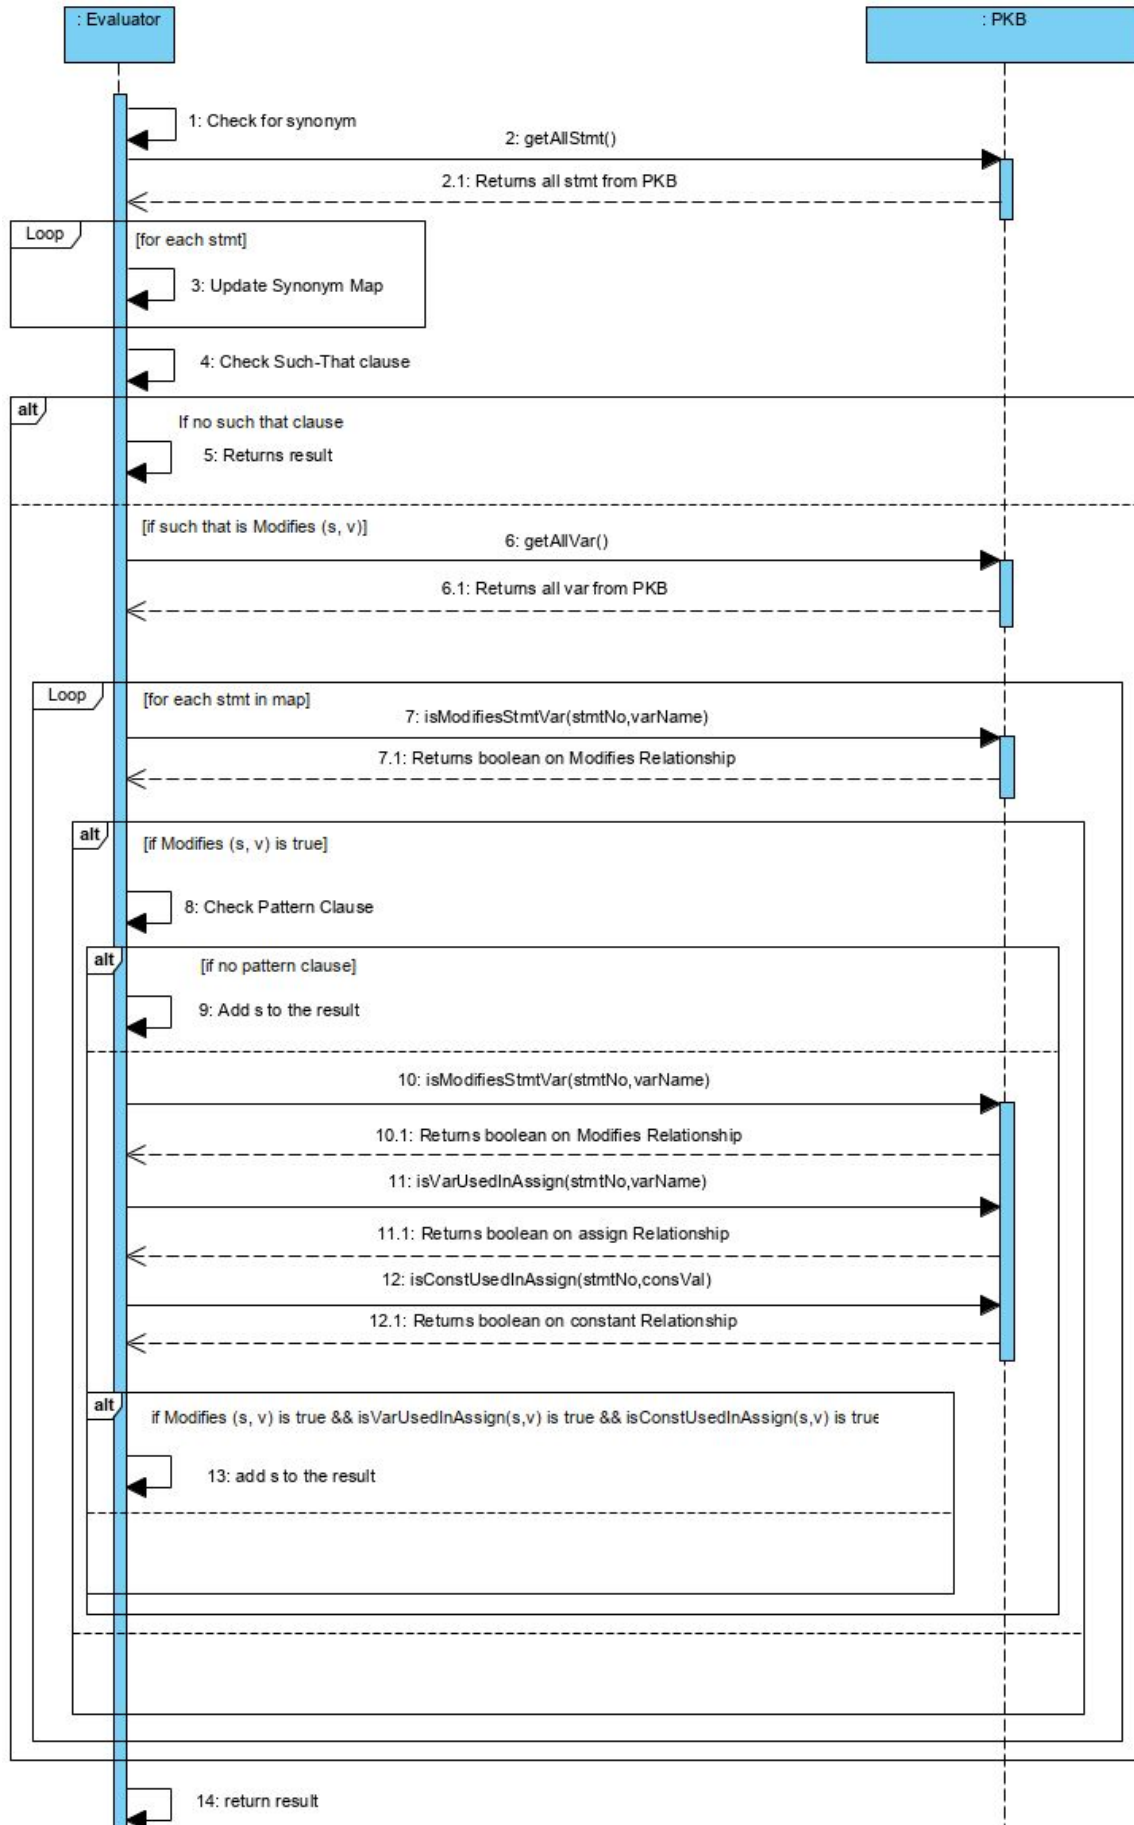 : Evaluator
: PKB
1: Check for synonym
2: getAllStmt()
2.1: Returns all stmt from PKB
Loop
[for each stmt]
3: Update Synonym Map
4: Check Such-That clause
alt
If no such that clause
5: Returns result
[if such that is Modifies (s, v)]
6: getAllVar()
6.1: Returns all var from PKB
Loop
[for each stmt in map]
7: isModifiesStmtVar(stmtNo,varName)
7.1: Returns boolean on Modifies Relationship
alt
[if Modifies (s, v) is true]
8: Check Pattern Clause
alt
[if no pattern clause]
9: Add s to the result
10: isModifiesStmtVar(stmtNo,varName)
10.1: Returns boolean on Modifies Relationship
11: isVarUsedInAssign(stmtNo,varName)
11.1: Returns boolean on assign Relationship
12: isConstUsedInAssign(stmtNo,consVal)
12.1: Returns boolean on constant Relationship
alt
if Modifies (s, v) is true && isVarUsedInAssign(s,v) is true && isConstUsedInAssign(s,v) is true
13: add s to the result
14: return result